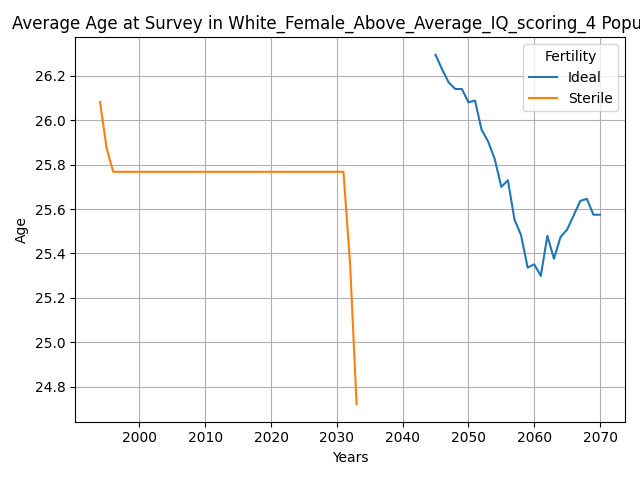 Average Age at Survey in White_Female_Above_Average_IQ_scoring_4 Popu
Fertility
Ideal
Sterile
26.2
26.0
25.8
25.6
25.4
25.2
25.0
24.8
Age
2000 2010 2020 2030 2040 2050 2060 2070
Years